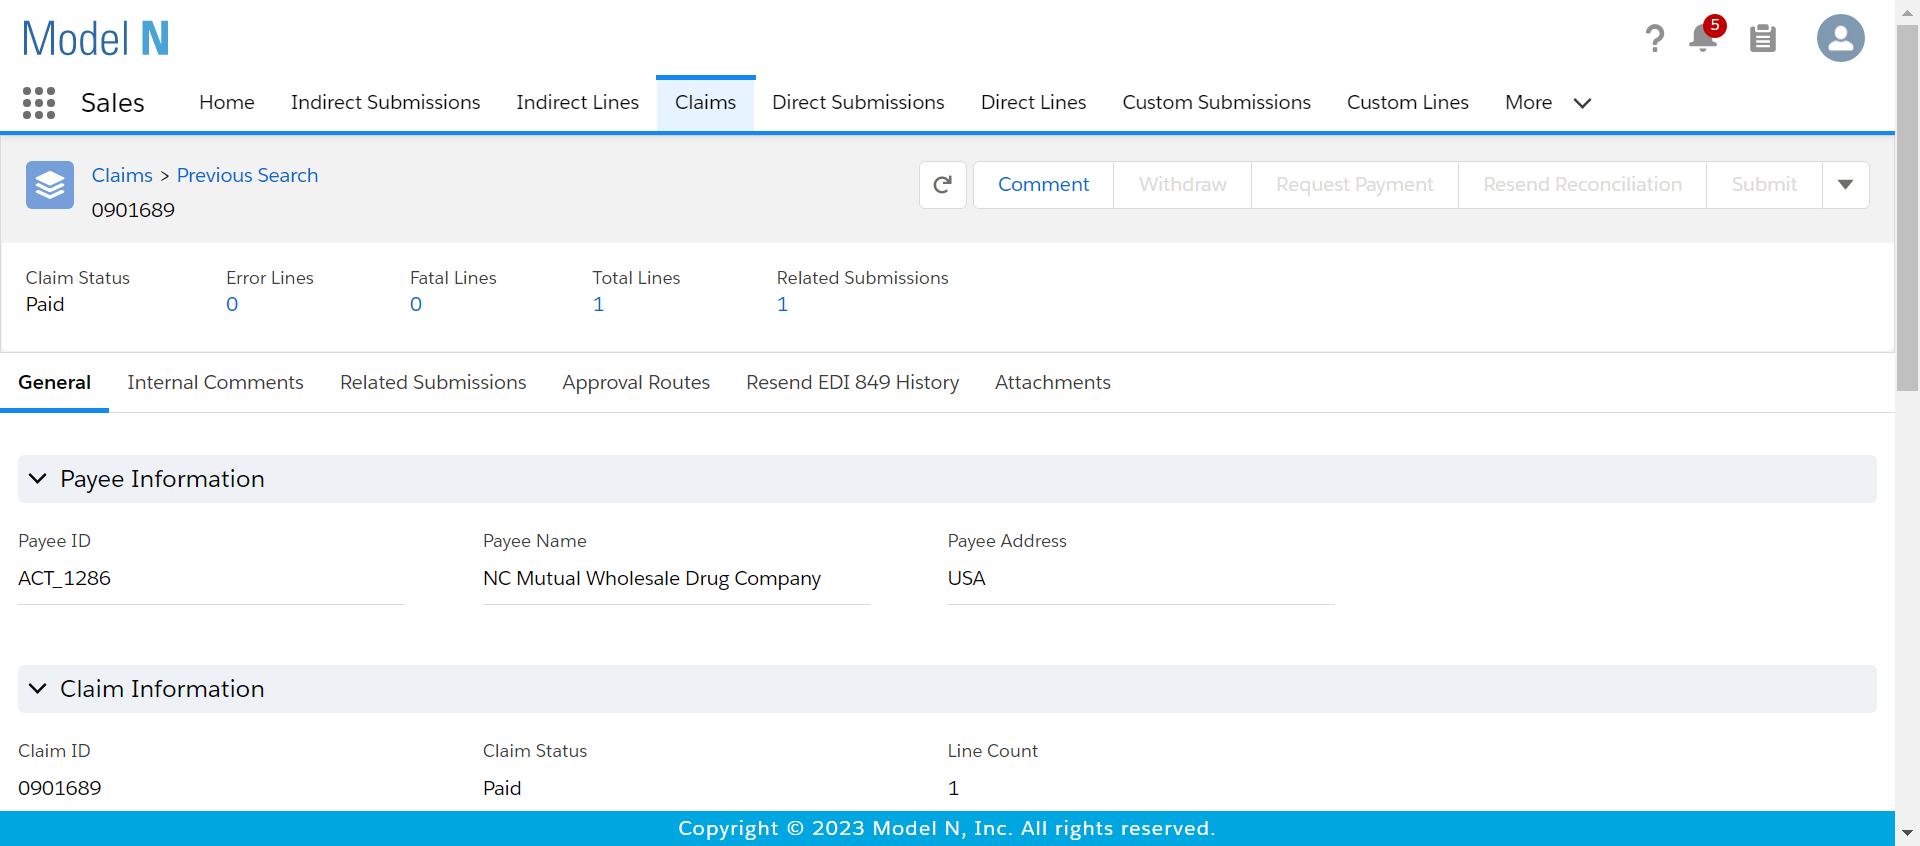 Model N
5
Sales Home Indirect Submissions Indirect Lines Claims Direct Submissions Direct Lines Custom Submissions Custom Lines More
Claims > Previous Search
0901689
Comment Withdraw Request Payment Resend Reconciliation Submit
Claim Status Error Lines Fatal Lines Total Lines Related Submissions
Paid 0 0 1 1
General Internal Comments Related Submissions Approval Routes Resend EDI 849 History Attachments
Payee Information
Payee ID Payee Name Payee Address
ACT_1286 NC Mutual Wholesale Drug Company USA
Claim Information
Claim ID Claim Status Line Count
0901689 Paid 1
Copyright © 2023 Model N, Inc. All rights reserved.